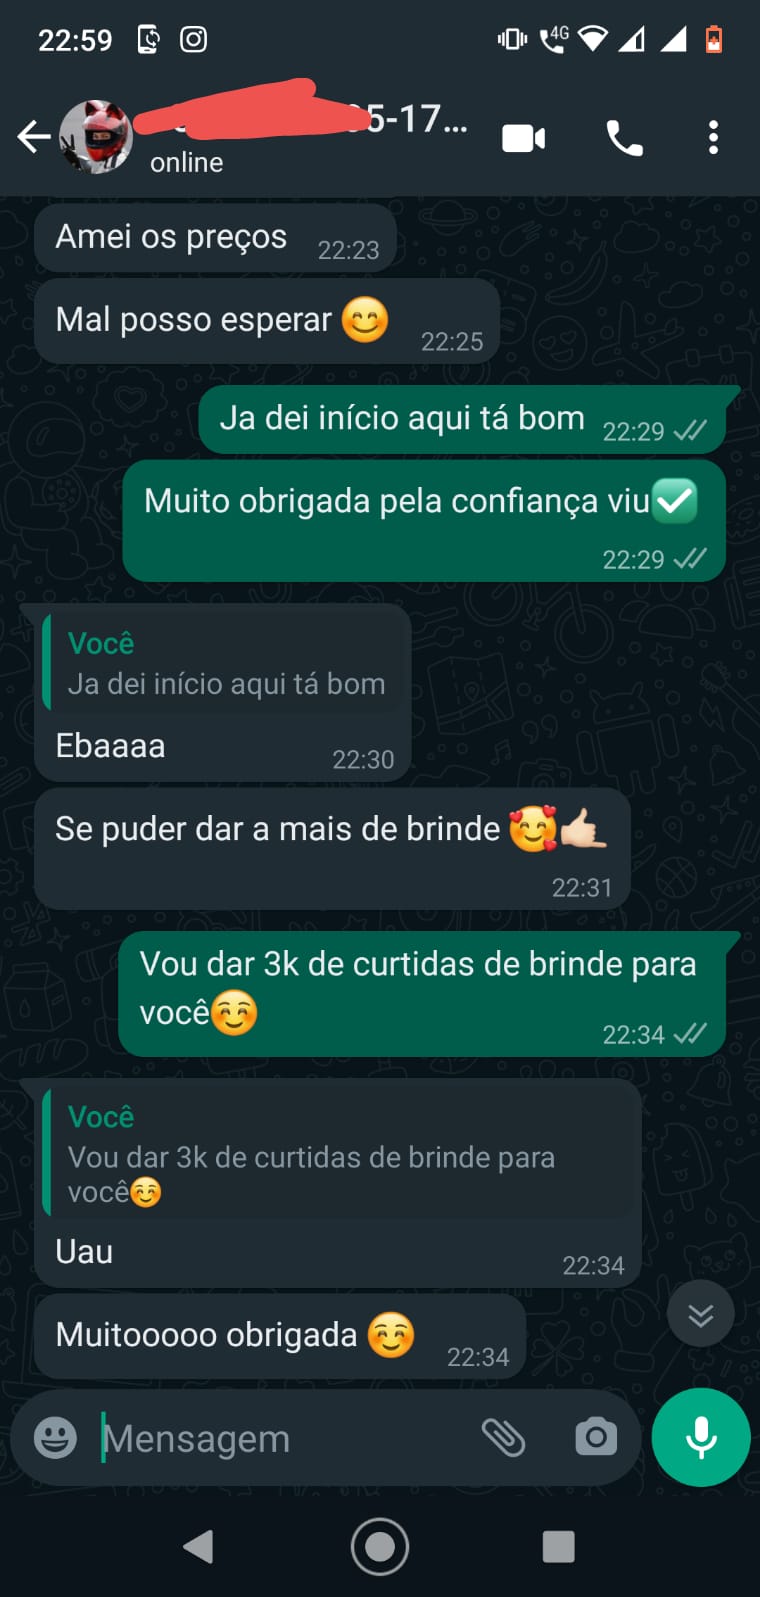 22:59
4G
5-17...
online
Amei os preços 22:23
Mal posso esperar 😊 22:25
Ja dei início aqui tá bom 22:29
Muito obrigada pela confiança viu✅
22:29
Você
Ja dei início aqui tá bom
Ebaaaa 22:30
Se puder dar a mais de brinde 🥰🤙🏻
22:31
Vou dar 3k de curtidas de brinde para
você☺️ 22:34
Você
Vou dar 3k de curtidas de brinde para
você☺️
Uau 22:34
Muitooooo obrigada ☺️ 22:34
Mensagem